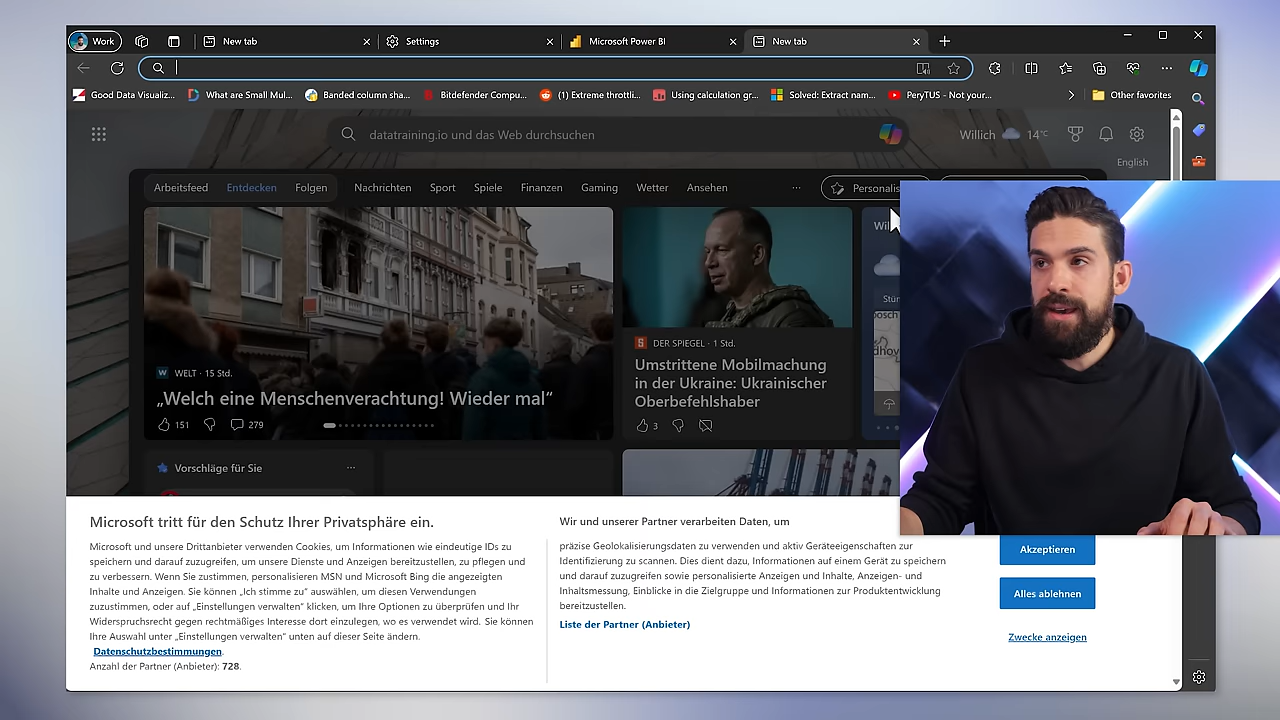 Work
New tab
Settings
Microsoft Power BI
New tab
Good Data Visualiz...
What are Small Mul...
Banded column sha...
Bitdefender Compu...
(1) Extreme throttli...
Using calculation gr...
Solved: Extract nam...
PeryTUS - Not your...
Other favorites
datatraining.io und das Web durchsuchen
Willich
14°C
English
Arbeitsfeed
Entdecken
Folgen
Nachrichten
Sport
Spiele
Finanzen
Gaming
Wetter
Ansehen
WELT · 15 Std.
„Welch eine Menschenverachtung! Wieder mal“
151
279
DER SPIEGEL · 1 Std.
Umstrittene Mobilmachung
in der Ukraine: Ukrainischer
Oberbefehlshaber
3
Vorschläge für Sie
Microsoft tritt für den Schutz Ihrer Privatsphäre ein.
Microsoft und unsere Drittanbieter verwenden Cookies, um Informationen wie eindeutige IDs zu
speichern und darauf zuzugreifen, um unsere Dienste und Anzeigen bereitzustellen, zu pflegen und
zu verbessern. Wenn Sie zustimmen, personalisieren MSN und Microsoft Bing die angezeigten
Inhalte und Anzeigen. Sie können „Ich stimme zu“ auswählen, um diesen Verwendungen
zuzustimmen, oder auf „Einstellungen verwalten“ klicken, um Ihre Optionen zu überprüfen und Ihr
Widerspruchsrecht gegen rechtmäßiges Interesse dort einzulegen, wo es verwendet wird. Sie können
Ihre Auswahl unter „Einstellungen verwalten“ unten auf dieser Seite ändern.
Datenschutzbestimmungen.
Anzahl der Partner (Anbieter): 728.
Wir und unserer Partner verarbeiten Daten, um
präzise Geolokalisierungsdaten zu verwenden und aktiv Geräteeigenschaften zur
Identifizierung zu scannen. Dies dient dazu, Informationen auf einem Gerät zu speichern
und darauf zuzugreifen sowie personalisierte Anzeigen und Inhalte, Anzeigen- und
Inhaltsmessung, Einblicke in die Zielgruppe und Informationen zur Produktentwicklung
bereitzustellen.
Liste der Partner (Anbieter)
Akzeptieren
Alles ablehnen
Zwecke anzeigen